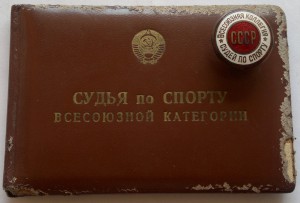 СУДЬЯ по СПОРТУ
ВСЕСОЮЗНОЙ КАТЕГОРИИ
ВСЕСОЮЗНАЯ КОЛЛЕГИЯ
СССР
СУДЕЙ ПО СПОРТУ